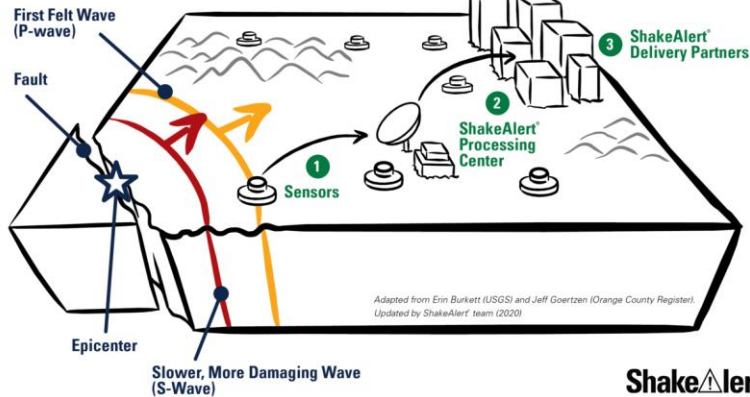 First Felt Wave
(P-wave)
Fault
3 ShakeAlert®
Delivery Partners
2
ShakeAlert®
Processing
Center
1
Sensors
Adapted from Erin Burkett (USGS) and Jeff Goertzen (Orange County Register).
Updated by ShakeAlert® team (2020)
Epicenter
Slower, More Damaging Wave
(S-Wave)